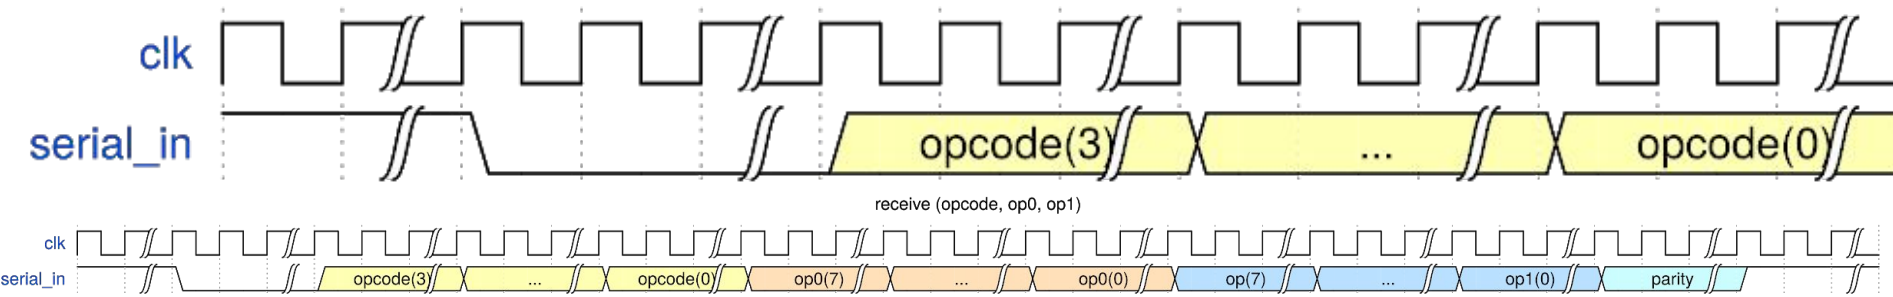 clk
serial_in opcode(3) ... opcode(0)
receive (opcode, op0, op1)
clk
serial_in opcode(3) ... opcode(0) op0(7) ... op0(0) op(7) ... op1(0) parity